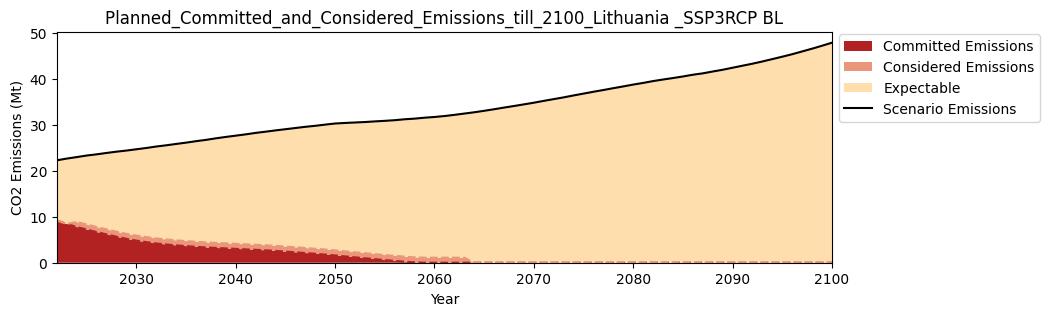 Planned_Committed_and_Considered_Emissions_till_2100_Lithuania _SSP3RCP BL
CO2 Emissions (Mt)
50
40
30
20
10
0
2030 2040 2050 2060 2070 2080 2090 2100
Year
Committed Emissions
Considered Emissions
Expectable
Scenario Emissions